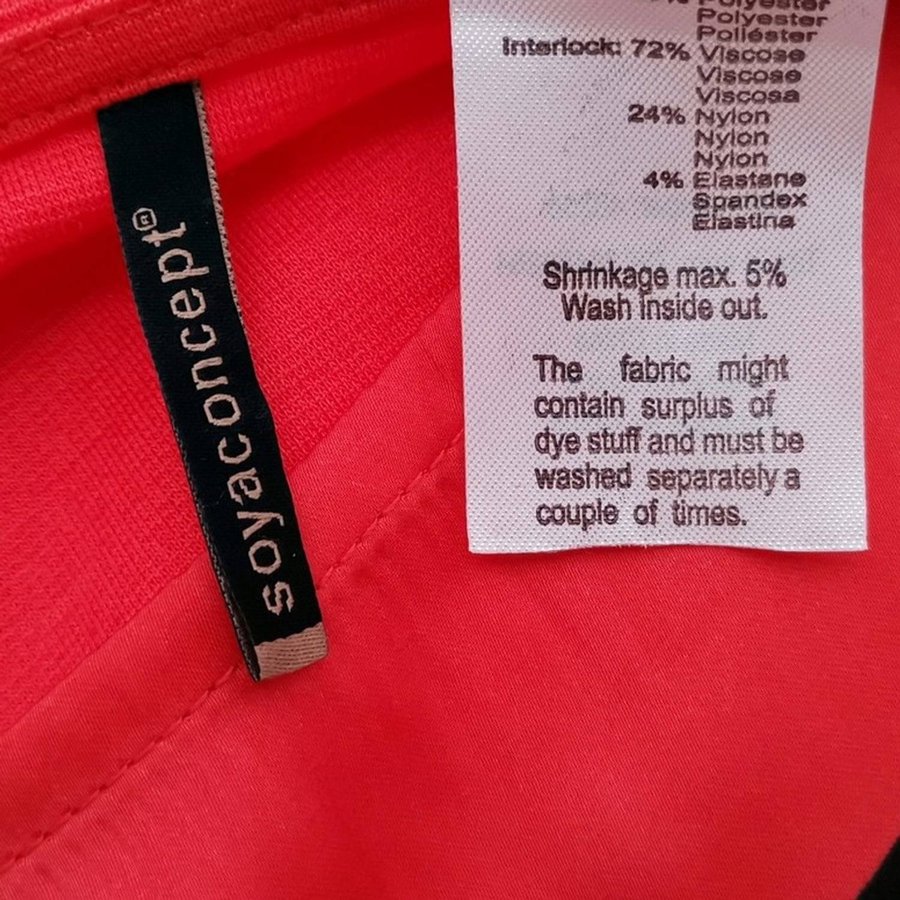 soyaconcept®
Polyester
Polyester
Poliéster
Interlock: 72% Viscose
Viscose
Viscosa
24% Nylon
Nylon
Nylon
4% Elastane
Spandex
Elastina
Shrinkage max. 5%
Wash inside out.
The fabric might
contain surplus of
dye stuff and must be
washed separately a
couple of times.